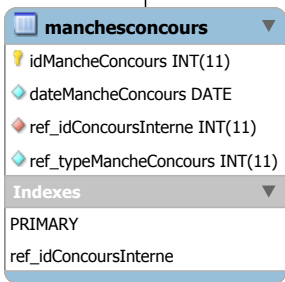 manchesconcours
idMancheConcours INT(11)
dateMancheConcours DATE
ref_idConcoursInterne INT(11)
ref_typeMancheConcours INT(11)
Indexes
PRIMARY
ref_idConcoursInterne